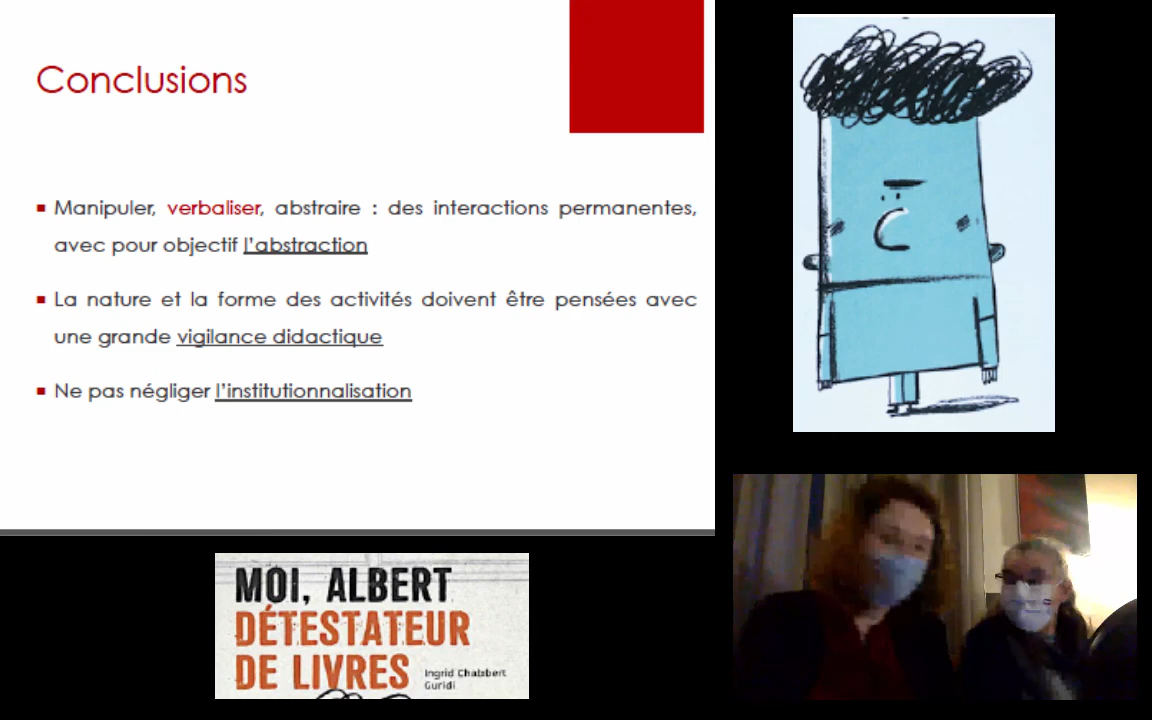 Conclusions
Manipuler, verbaliser, abstraire : des interactions permanentes,
avec pour objectif l'abstraction
La nature et la forme des activités doivent être pensées avec
une grande vigilance didactique
Ne pas négliger l'institutionnalisation
MOI, ALBERT
DÉTESTATEUR
DE LIVRES
Ingrid Chabbert
Guridi